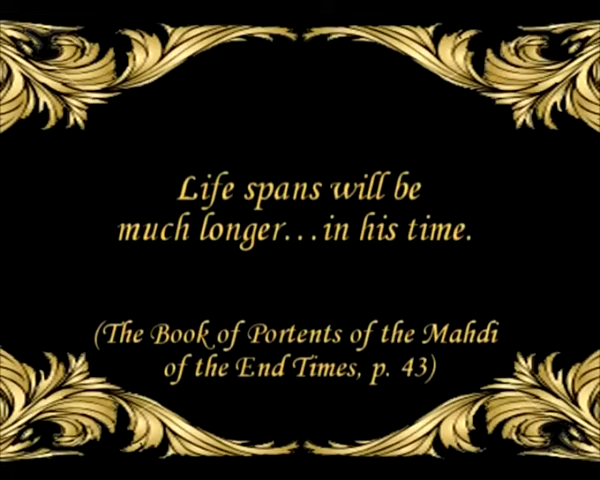 Life spans will be
much longer...in his time.
(The Book of Portents of the Mahdi
of the End Times, p. 43)